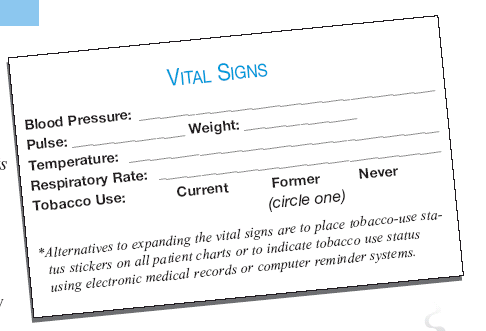 VITAL SIGNS
Blood Pressure:
Pulse: Weight:
Temperature:
Respiratory Rate:
Tobacco Use: Current Former Never
(circle one)
*Alternatives to expanding the vital signs are to place tobacco-use sta-
tus stickers on all patient charts or to indicate tobacco use status
using electronic medical records or computer reminder systems.